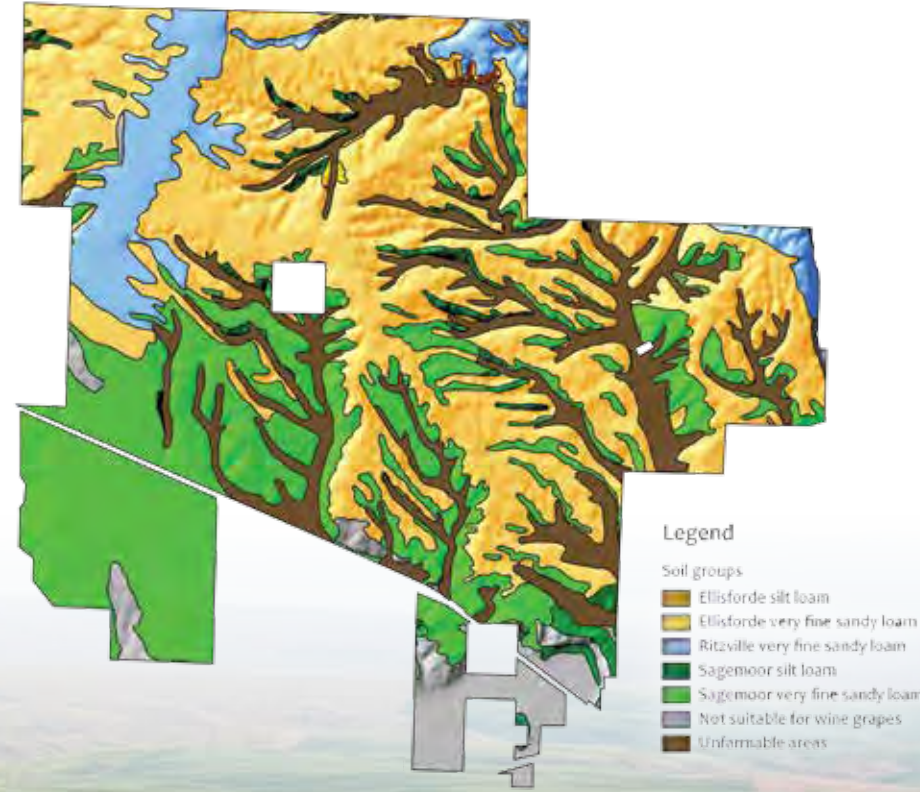 Legend
Soil groups
Ellisforde silt loam
Ellisforde very fine sandy loam
Ritzville very fine sandy loam
Sagemoor silt loam
Sagemoor very fine sandy loam
Not suitable for wine grapes
Unfarmable areas